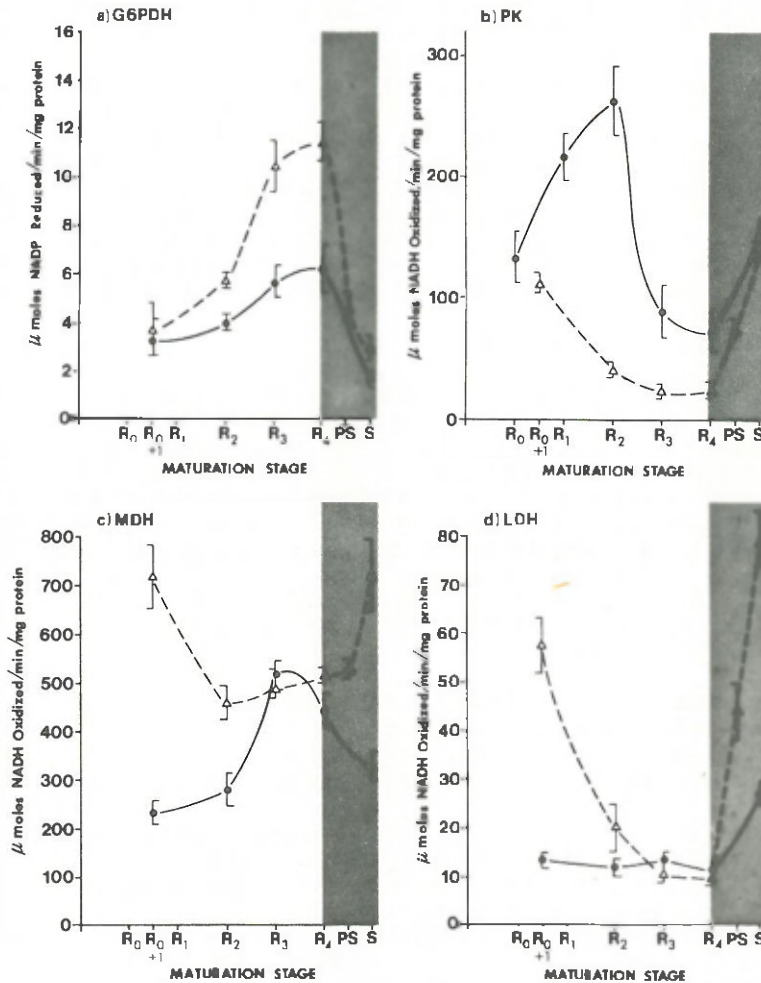 a) G6PDH
16
14
12
10
8
6
4
2
0
μ moles NADP Reduced/min/mg protein
R0 R0 R1 R2 R3 R4 PS S
+1
MATURATION STAGE
b) PK
300
200
100
0
μ moles NADH Oxidized/min/mg protein
R0 R0 R1 R2 R3 R4 PS S
+1
MATURATION STAGE
c) MDH
800
700
600
500
400
300
200
100
0
μ moles NADH Oxidized/min/mg protein
R0 R0 R1 R2 R3 R4 PS S
+1
MATURATION STAGE
d) LDH
80
70
60
50
40
30
20
10
0
μ moles NADH Oxidized/min/mg protein
R0 R0 R1 R2 R3 R4 PS S
+1
MATURATION STAGE